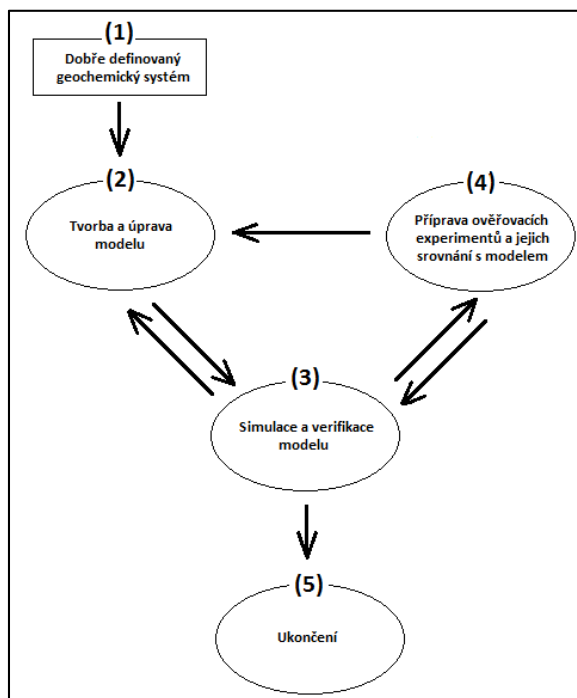 (1)
Dobře definovaný
geochemický systém
(2)
Tvorba a úprava
modelu
(4)
Příprava ověřovacích
experimentů a jejich
srovnání s modelem
(3)
Simulace a verifikace
modelu
(5)
Ukončení